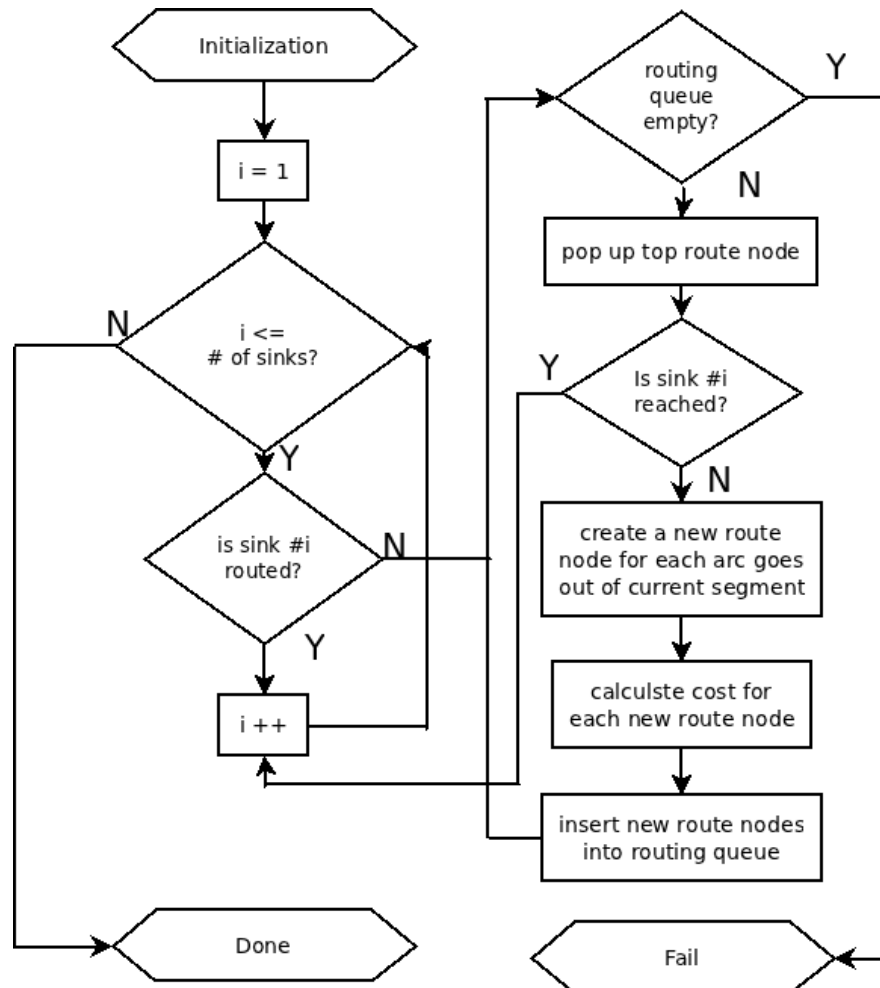 Initialization
i = 1
N
i <=
# of sinks?
Y
is sink #i
routed?
N
Y
i ++
Done
routing
queue
empty?
Y
N
pop up top route node
Y
Is sink #i
reached?
N
create a new route
node for each arc goes
out of current segment
calculste cost for
each new route node
insert new route nodes
into routing queue
Fail